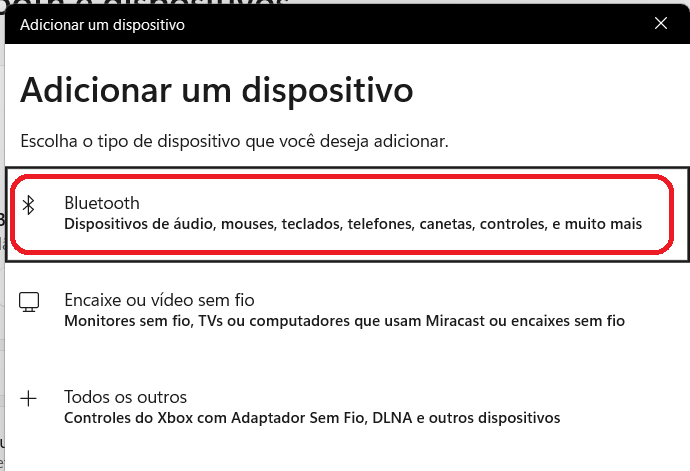 Adicionar um dispositivo
Adicionar um dispositivo
Escolha o tipo de dispositivo que você deseja adicionar.
Bluetooth
Dispositivos de áudio, mouses, teclados, telefones, canetas, controles, e muito mais
Encaixe ou vídeo sem fio
Monitores sem fio, TVs ou computadores que usam Miracast ou encaixes sem fio
Todos os outros
Controles do Xbox com Adaptador Sem Fio, DLNA e outros dispositivos